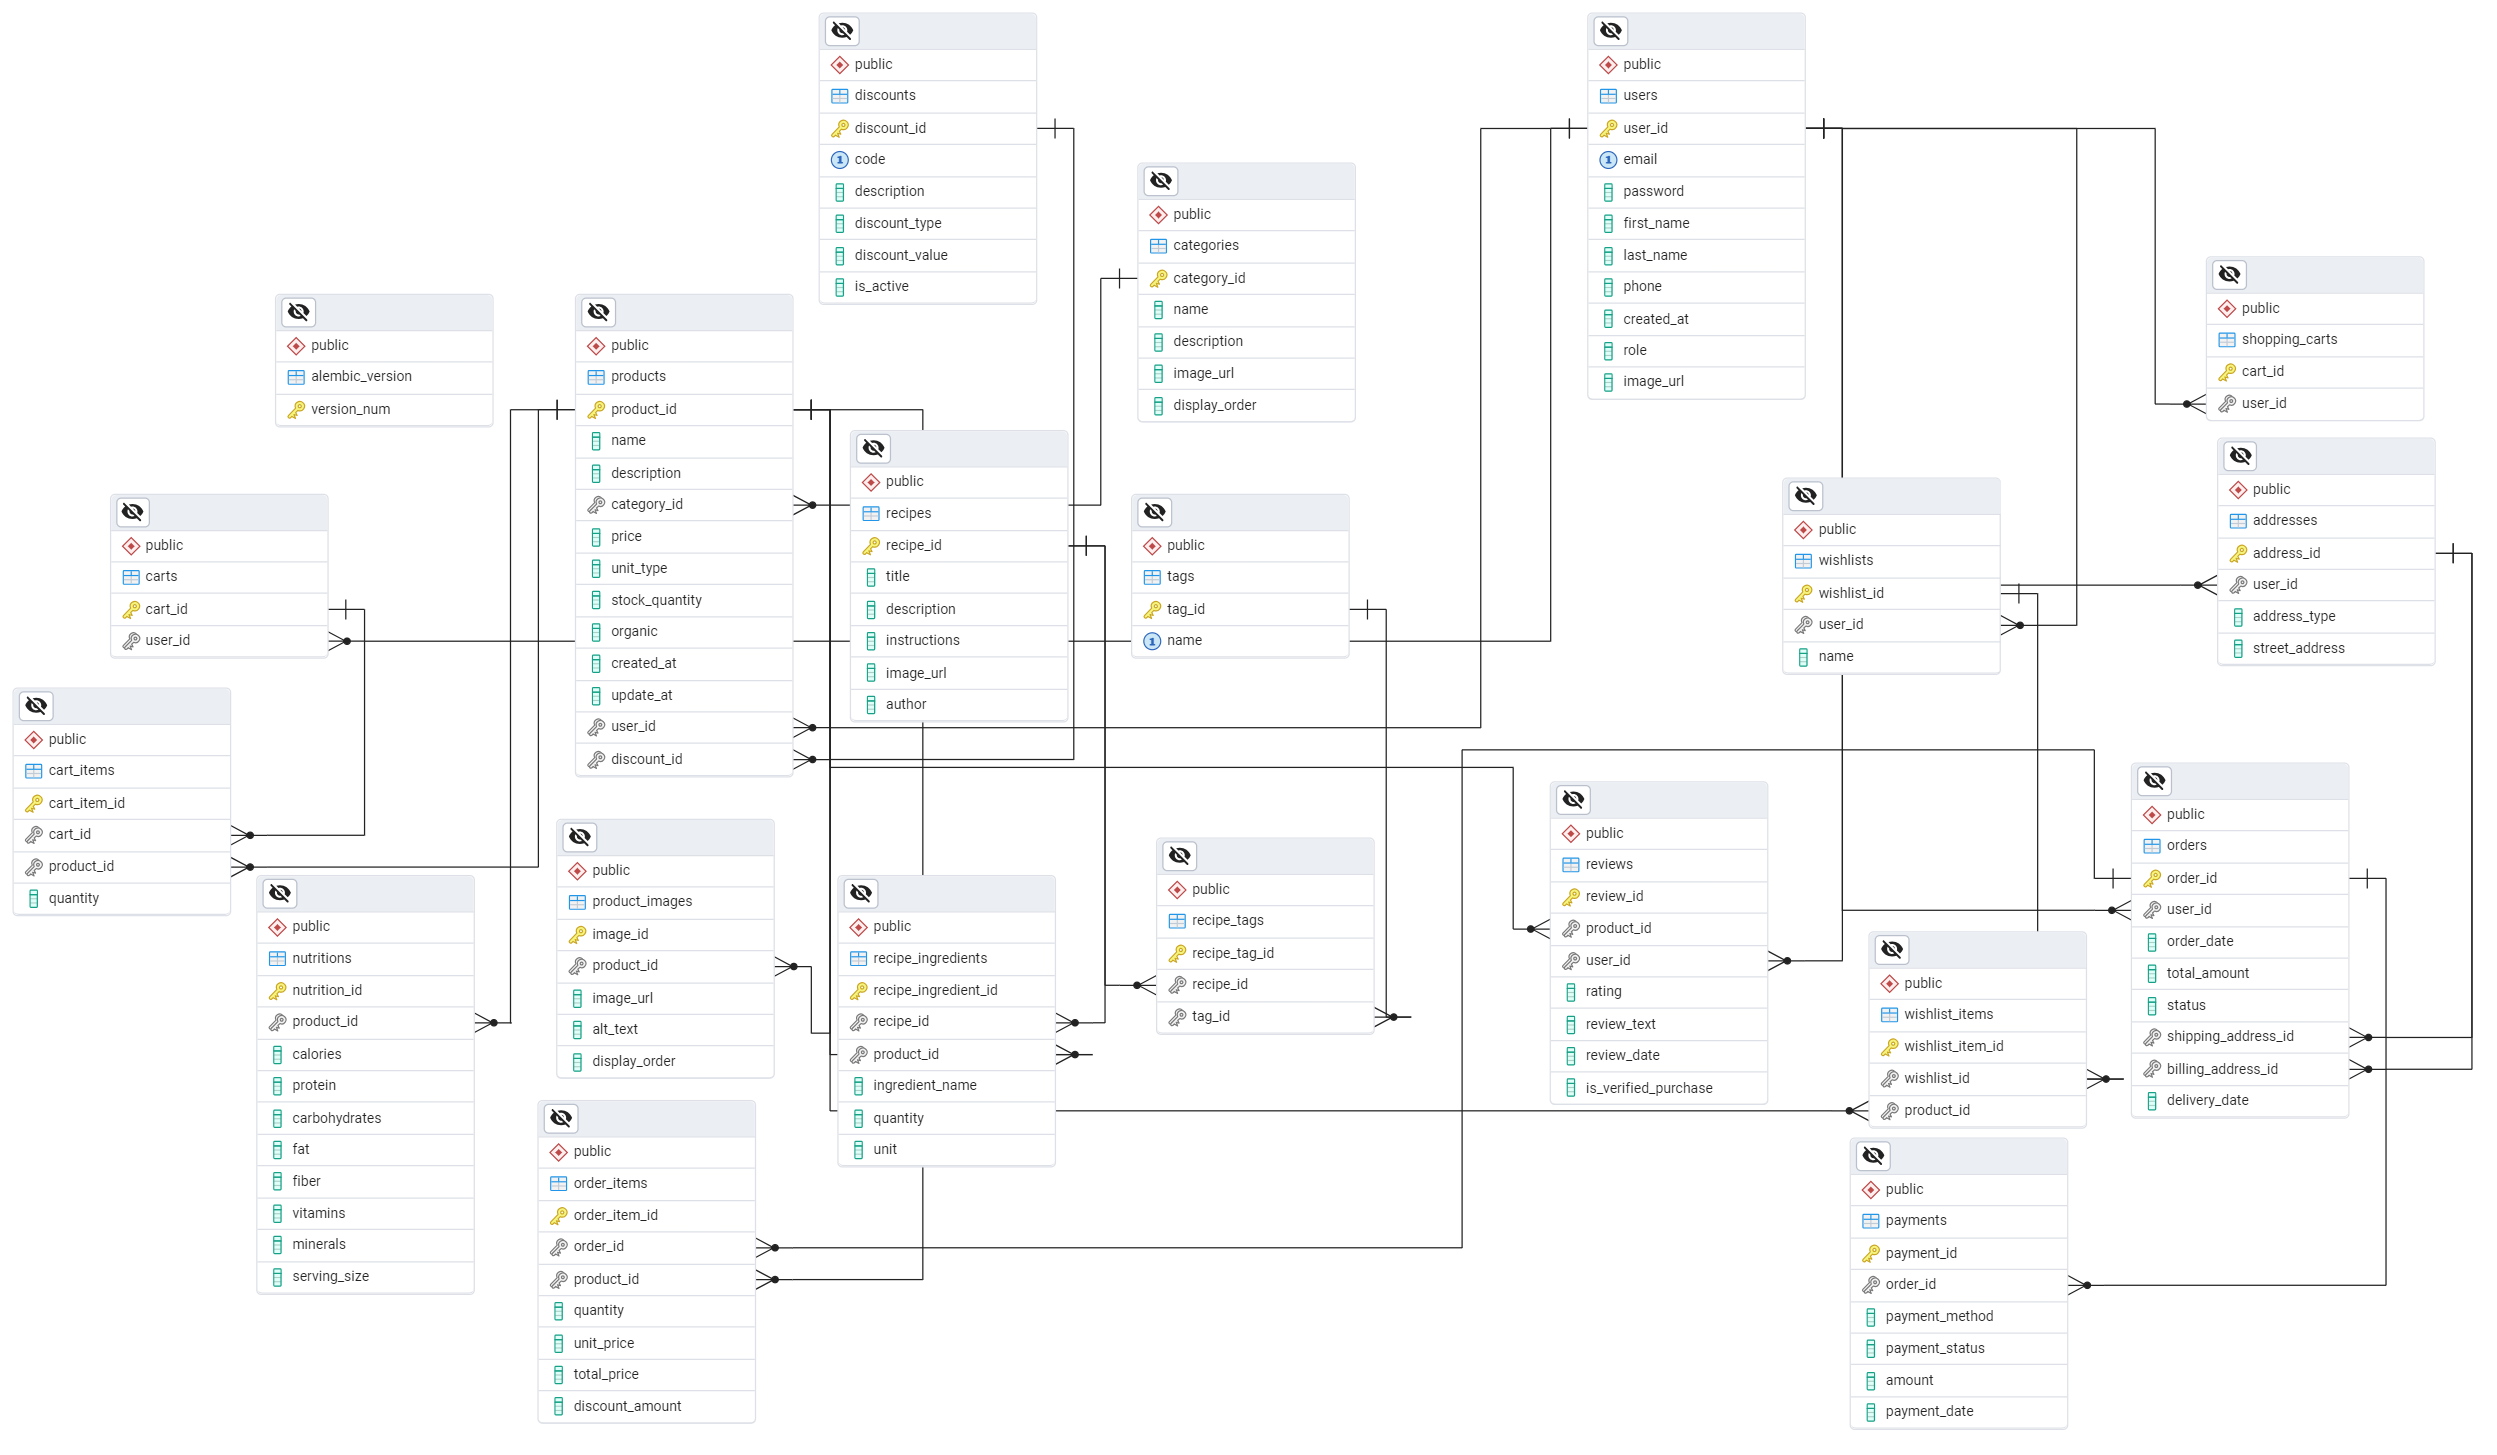 public
discounts
discount_id
code
description
discount_type
discount_value
is_active
public
users
user_id
email
password
first_name
last_name
phone
created_at
role
image_url
public
categories
category_id
name
description
image_url
display_order
public
shopping_carts
cart_id
user_id
public
alembic_version
version_num
public
products
product_id
name
description
category_id
price
unit_type
stock_quantity
organic
created_at
update_at
user_id
discount_id
public
recipes
recipe_id
title
description
instructions
image_url
author
public
addresses
address_id
user_id
address_type
street_address
public
wishlists
wishlist_id
user_id
name
public
carts
cart_id
user_id
public
tags
tag_id
name
public
cart_items
cart_item_id
cart_id
product_id
quantity
public
orders
order_id
user_id
order_date
total_amount
status
shipping_address_id
billing_address_id
delivery_date
public
reviews
review_id
product_id
user_id
rating
review_text
review_date
is_verified_purchase
public
product_images
image_id
product_id
image_url
alt_text
display_order
public
recipe_tags
recipe_tag_id
recipe_id
tag_id
public
nutritions
nutrition_id
product_id
calories
protein
carbohydrates
fat
fiber
vitamins
minerals
serving_size
public
recipe_ingredients
recipe_ingredient_id
recipe_id
product_id
ingredient_name
quantity
unit
public
wishlist_items
wishlist_item_id
wishlist_id
product_id
public
order_items
order_item_id
order_id
product_id
quantity
unit_price
total_price
discount_amount
public
payments
payment_id
order_id
payment_method
payment_status
amount
payment_date